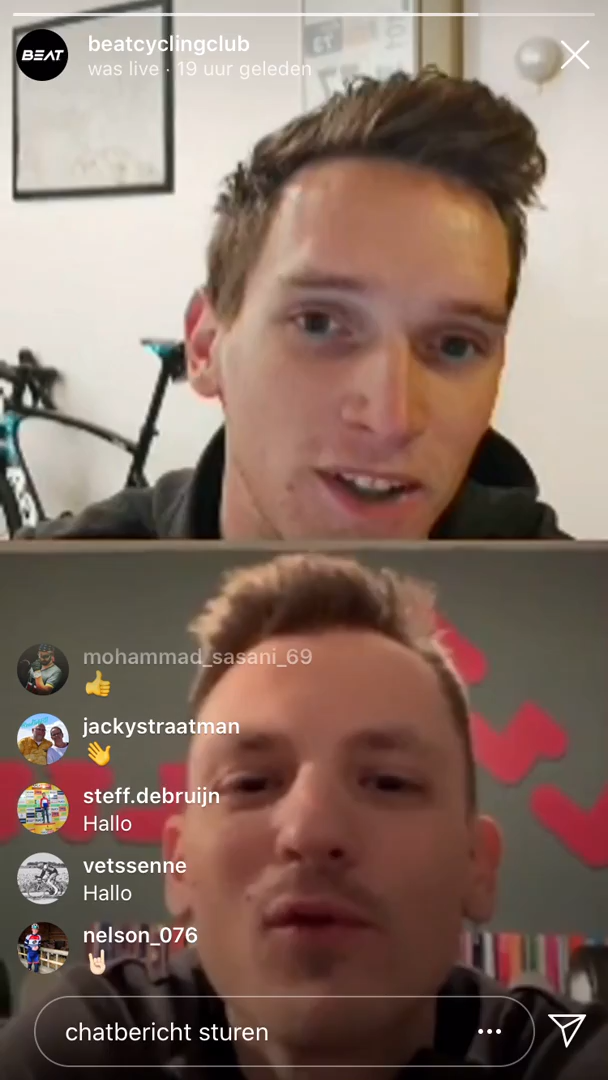 BEAT
beatcyclingclub
was live · 19 uur geleden
mohammad_sasani_69
👍
jackystraatman
👋
steff.debruijn
Hallo
vetssenne
Hallo
nelson_076
🤘🏻
chatbericht sturen